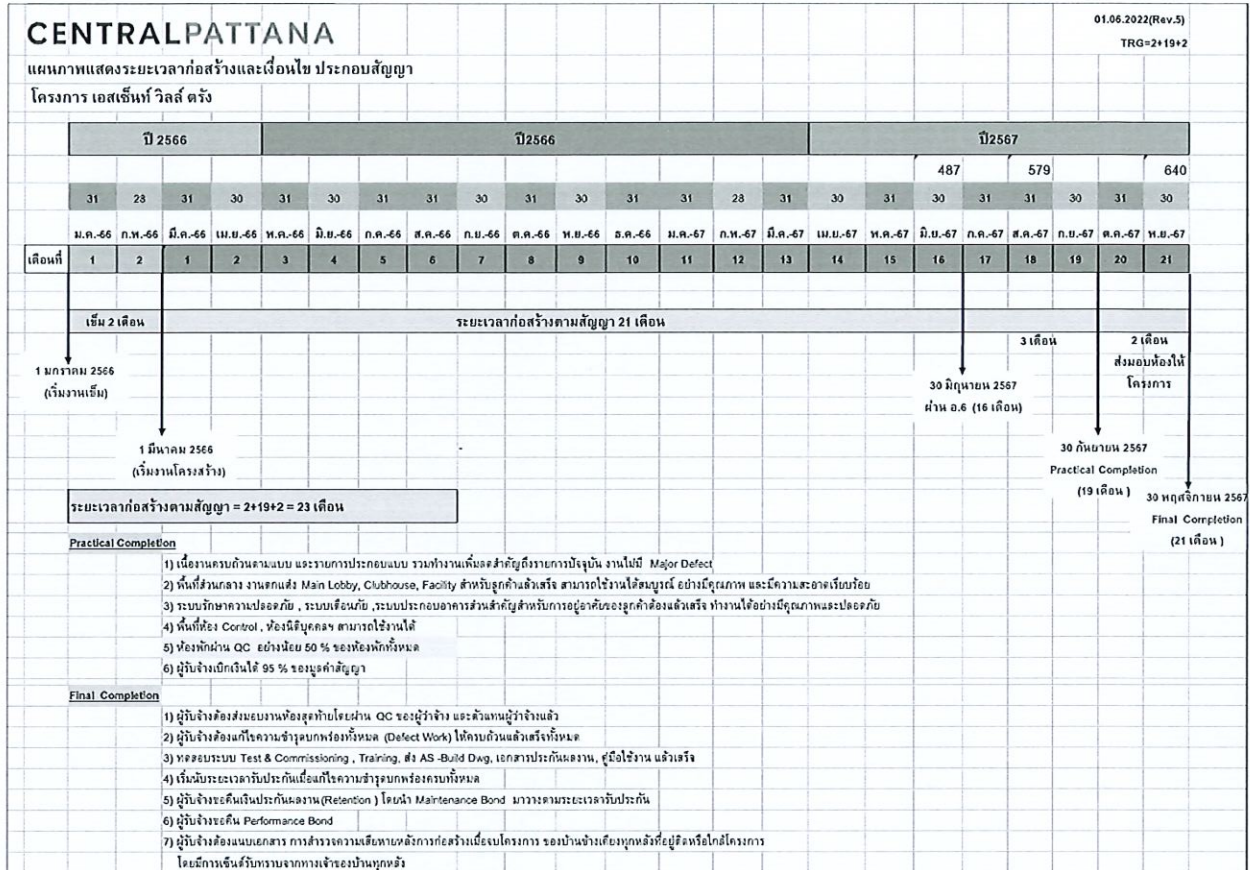 CENTRALPATTANA
01.06.2022(Rev.5)
TRG=2+19+2
แผนภาพแสดงระยะเวลาก่อสร้างและเงื่อนไข ประกอบสัญญา
โครงการ เอสเซ็นท์ วิลล์ ตรัง
ปี 2566 ปี2566 ปี2567
487 579 640
31 28 31 30 31 30 31 31 30 31 30 31 31 28 31 30 31 30 31 31 30 31 30
ม.ค.-66 ก.พ.-66 มี.ค.-66 เม.ย.-66 พ.ค.-66 มิ.ย.-66 ก.ค.-66 ส.ค.-66 ก.ย.-66 ต.ค.-66 พ.ย.-66 ธ.ค.-66 ม.ค.-67 ก.พ.-67 มี.ค.-67 เม.ย.-67 พ.ค.-67 มิ.ย.-67 ก.ค.-67 ส.ค.-67 ก.ย.-67 ต.ค.-67 พ.ย.-67
เดือนที่ 1 2 1 2 3 4 5 6 7 8 9 10 11 12 13 14 15 16 17 18 19 20 21
เข็ม 2 เดือน ระยะเวลาก่อสร้างตามสัญญา 21 เดือน
3 เดือน 2 เดือน
ส่งมอบห้องให้
โครงการ
1 มกราคม 2566
(เริ่มงานเข็ม)
30 มิถุนายน 2567
ผ่าน อ.6 (16 เดือน)
1 มีนาคม 2566
(เริ่มงานโครงสร้าง)
30 กันยายน 2567
Practical Completion
(19 เดือน )
30 พฤศจิกายน 2567
Final Completion
(21 เดือน )
ระยะเวลาก่อสร้างตามสัญญา = 2+19+2 = 23 เดือน
Practical Completion
1) เนื้องานครบถ้วนตามแบบ และรายการประกอบแบบ รวมทำงานเพิ่มลดสำคัญถึงรายการปัจจุบัน งานไม่มี Major Defect
2) พื้นที่ส่วนกลาง งานตกแต่ง Main Lobby, Clubhouse, Facility สำหรับลูกค้าแล้วเสร็จ สามารถใช้งานได้สมบูรณ์ อย่างมีคุณภาพ และมีความสะอาดเรียบร้อย
3) ระบบรักษาความปลอดภัย , ระบบเตือนภัย ,ระบบประกอบอาคารส่วนสำคัญสำหรับการอยู่อาศัยของลูกค้าต้องแล้วเสร็จ ทำงานได้อย่างมีคุณภาพและปลอดภัย
4) พื้นที่ห้อง Control , ห้องนิติบุคคลฯ สามารถใช้งานได้
5) ห้องพักผ่าน QC อย่างน้อย 50 % ของห้องพักทั้งหมด
6) ผู้รับจ้างเบิกเงินได้ 95 % ของมูลค่าสัญญา
Final Completion
1) ผู้รับจ้างต้องส่งมอบงานห้องสุดท้ายโดยผ่าน QC ของผู้ว่าจ้าง และตัวแทนผู้ว่าจ้างแล้ว
2) ผู้รับจ้างต้องแก้ไขความชำรุดบกพร่องทั้งหมด (Defect Work) ให้ครบถ้วนแล้วเสร็จทั้งหมด
3) ทดสอบระบบ Test & Commissioning , Training, ส่ง AS -Build Dwg, เอกสารประกันผลงาน, คู่มือใช้งาน แล้วเสร็จ
4) เริ่มนับระยะเวลารับประกันเมื่อแก้ไขความชำรุดบกพร่องครบทั้งหมด
5) ผู้รับจ้างขอคืนเงินประกันผลงาน(Retention ) โดยนำ Maintenance Bond มาวางตามระยะเวลารับประกัน
6) ผู้รับจ้างขอคืน Performance Bond
7) ผู้รับจ้างต้องแนบเอกสาร การสำรวจความเสียหายหลังการก่อสร้างเมื่อจบโครงการ ของบ้านข้างเคียงทุกหลังที่อยู่ติดหรือใกล้โครงการ
โดยมีการเซ็นต์รับทราบจากทางเจ้าของบ้านทุกหลัง